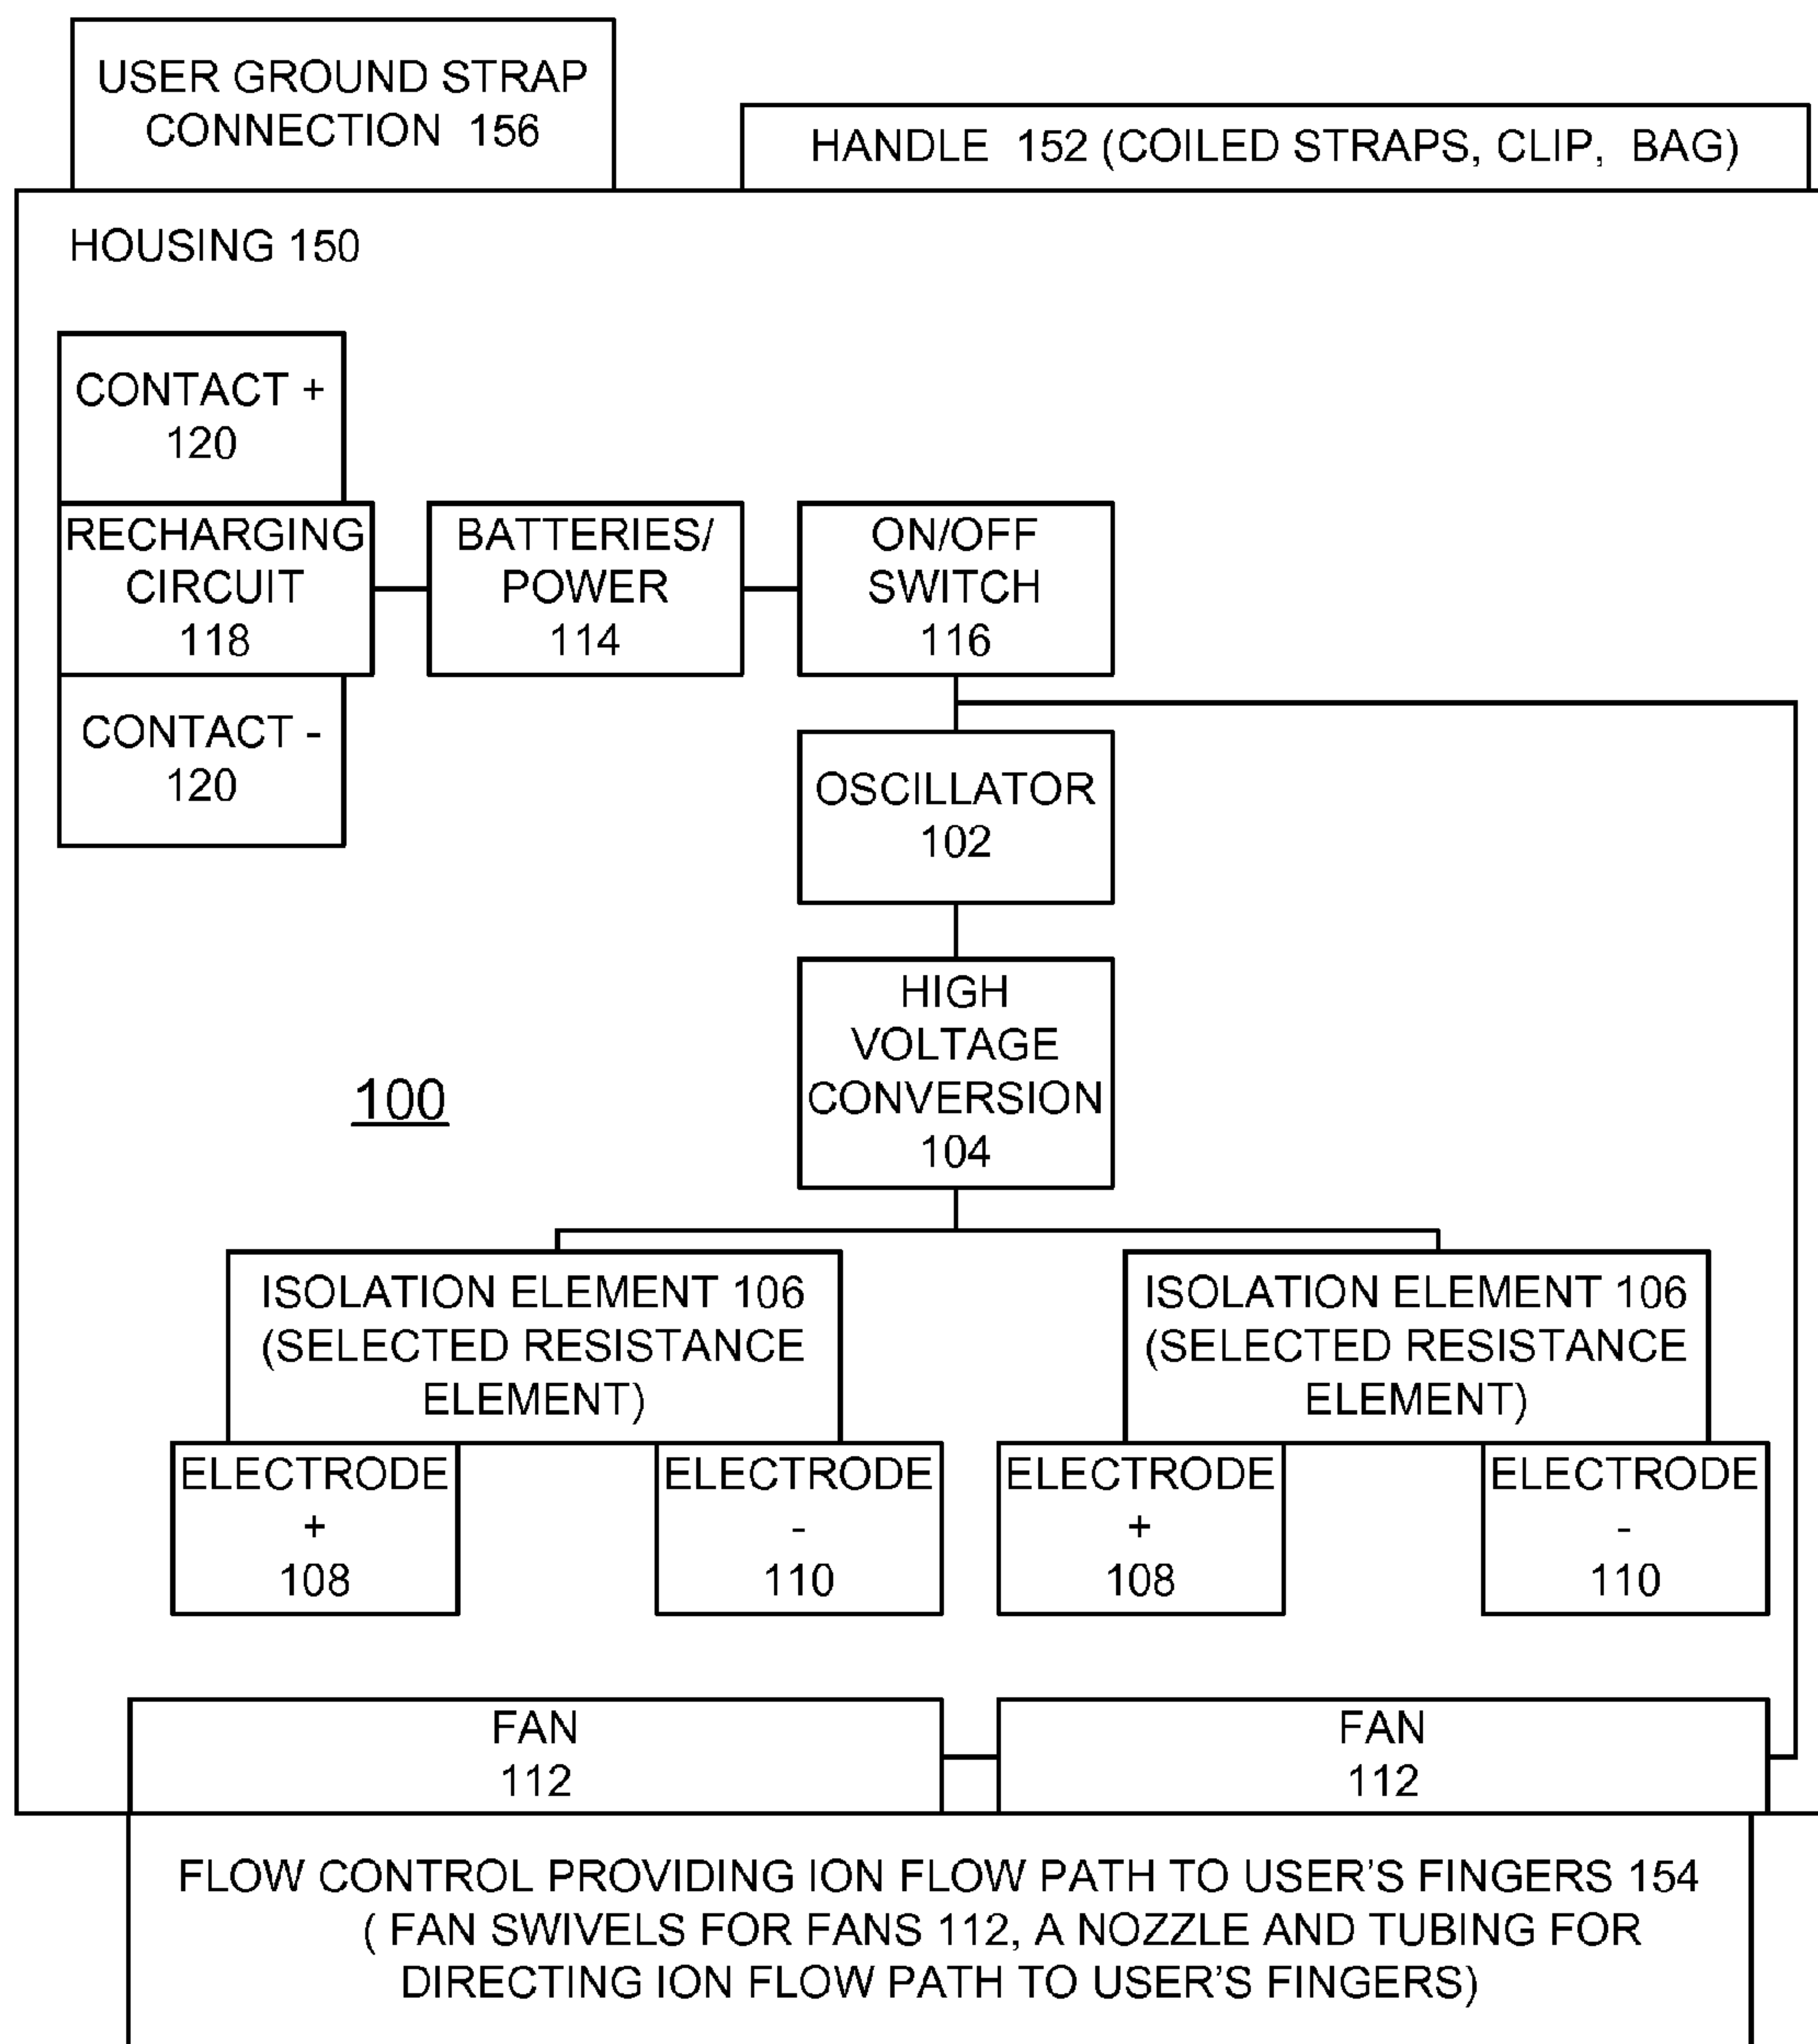 USER GROUND STRAP
CONNECTION 156
HANDLE 152 (COILED STRAPS, CLIP, BAG)
HOUSING 150
CONTACT +
120
RECHARGING
CIRCUIT
118
BATTERIES/
POWER
114
ON/OFF
SWITCH
116
CONTACT -
120
OSCILLATOR
102
HIGH
VOLTAGE
CONVERSION
104
100
ISOLATION ELEMENT 106
(SELECTED RESISTANCE
ELEMENT)
ISOLATION ELEMENT 106
(SELECTED RESISTANCE
ELEMENT)
ELECTRODE
+
108
ELECTRODE
-
110
ELECTRODE
+
108
ELECTRODE
-
110
FAN
112
FAN
112
FLOW CONTROL PROVIDING ION FLOW PATH TO USER'S FINGERS 154
( FAN SWIVELS FOR FANS 112, A NOZZLE AND TUBING FOR
DIRECTING ION FLOW PATH TO USER'S FINGERS)